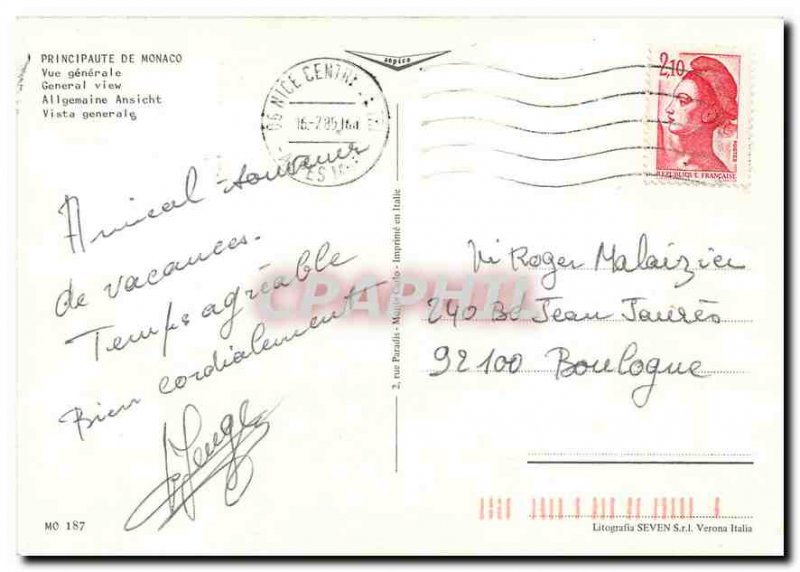 PRINCIPAUTE DE MONACO
Vue générale
General view
Allgemaine Ansicht
Vista generale
sopico
06 NICE CENTRE
16-7-85
2,10
POSTES
REPUBLIQUE FRANÇAISE
Amical souvenir
de vacances.
Temps agréable
Bien cordialement
2, rue Paradis - Monte Carlo - Imprimé en Italie
CPAPHIL
Roger Malaizier
240 Bd Jean Jaurès
92100 Boulogne
MO 187
Litografia SEVEN S.r.l. Verona Italia